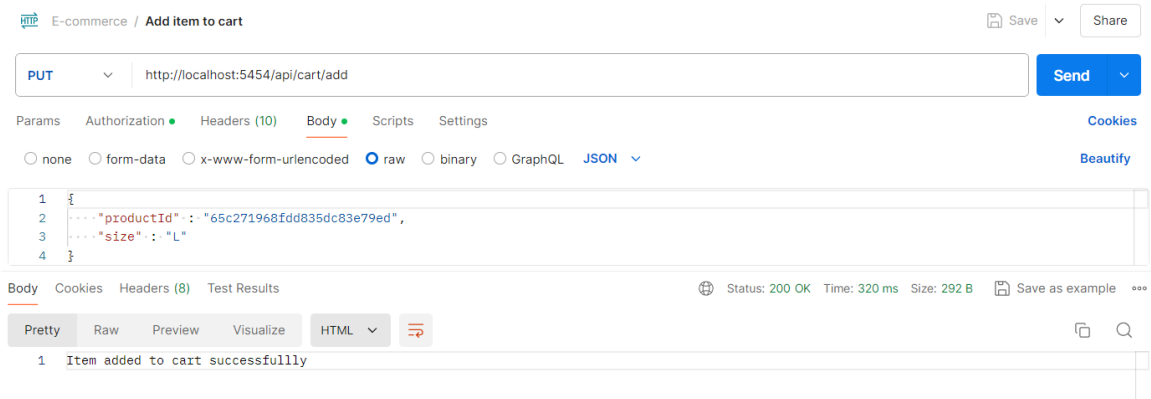 HTTP E-commerce / Add item to cart Save Share
PUT http://localhost:5454/api/cart/add Send
Params Authorization Headers (10) Body Scripts Settings Cookies
none form-data x-www-form-urlencoded raw binary GraphQL JSON Beautify
1 {
2 "productId" : "65c271968fdd835dc83e79ed",
3 "size" : "L"
4 }
Body Cookies Headers (8) Test Results Status: 200 OK Time: 320 ms Size: 292 B Save as example
Pretty Raw Preview Visualize HTML
1 Item added to cart successfullly